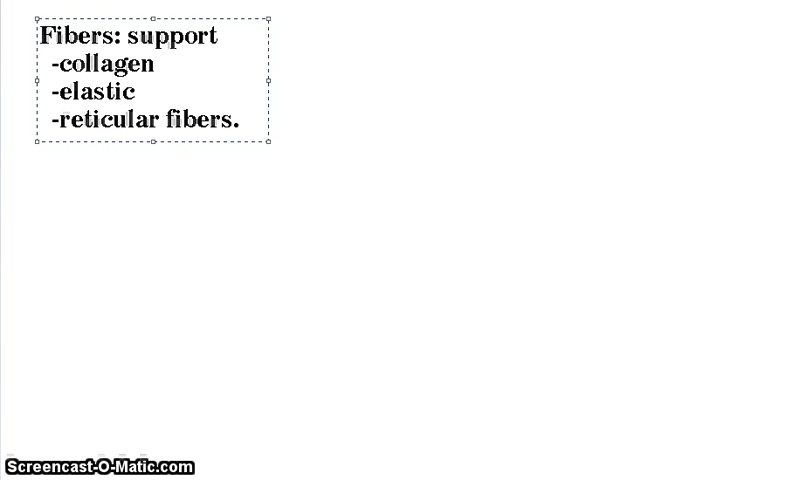 Fibers: support
-collagen
-elastic
-reticular fibers.
Screencast-O-Matic.com